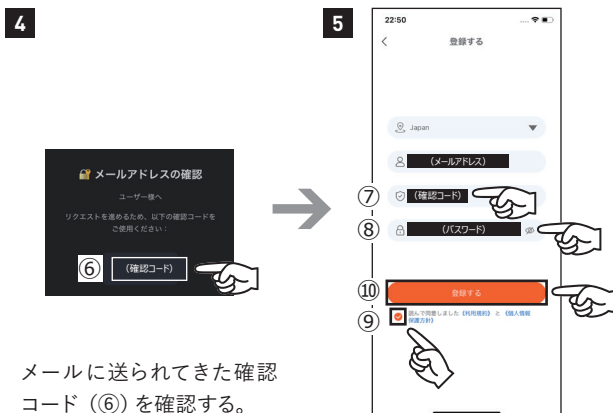 4
🔐 メールアドレスの確認
ユーザー様へ
リクエストを進めるため、以下の確認コードを
ご使用ください：
⑥ （確認コード）
メールに送られてきた確認
コード（⑥）を確認する。
5
22:50
登録する
Japan
（メールアドレス）
⑦ （確認コード）
⑧ （パスワード）
⑩ 登録する
⑨ 読んで同意しました《利用規約》 と 《個人情報
保護方針》